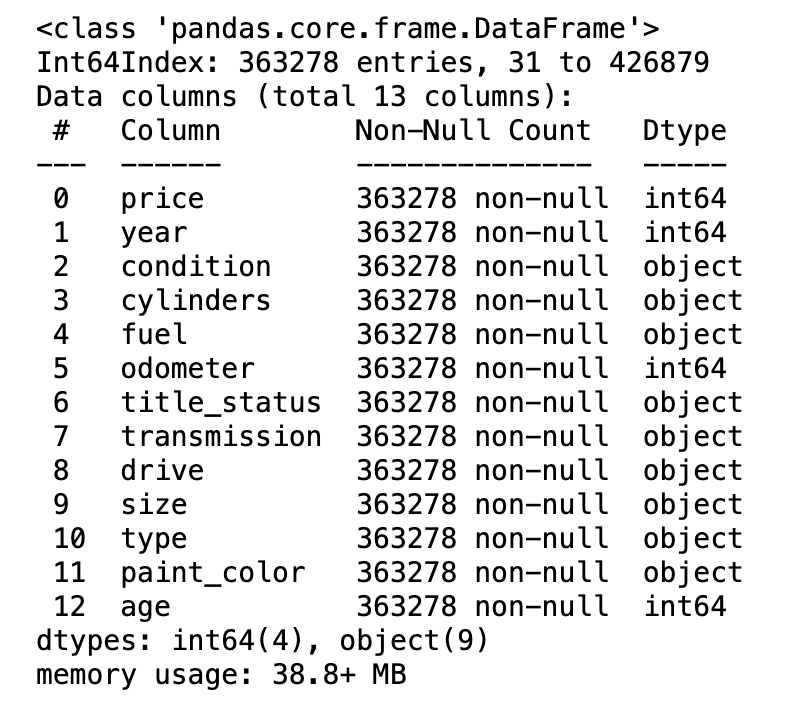 <class 'pandas.core.frame.DataFrame'>
Int64Index: 363278 entries, 31 to 426879
Data columns (total 13 columns):
 #   Column        Non-Null Count   Dtype
---  ------        --------------   -----
 0   price         363278 non-null  int64
 1   year          363278 non-null  int64
 2   condition     363278 non-null  object
 3   cylinders     363278 non-null  object
 4   fuel          363278 non-null  object
 5   odometer      363278 non-null  int64
 6   title_status  363278 non-null  object
 7   transmission  363278 non-null  object
 8   drive         363278 non-null  object
 9   size          363278 non-null  object
 10  type          363278 non-null  object
 11  paint_color   363278 non-null  object
 12  age           363278 non-null  int64
dtypes: int64(4), object(9)
memory usage: 38.8+ MB